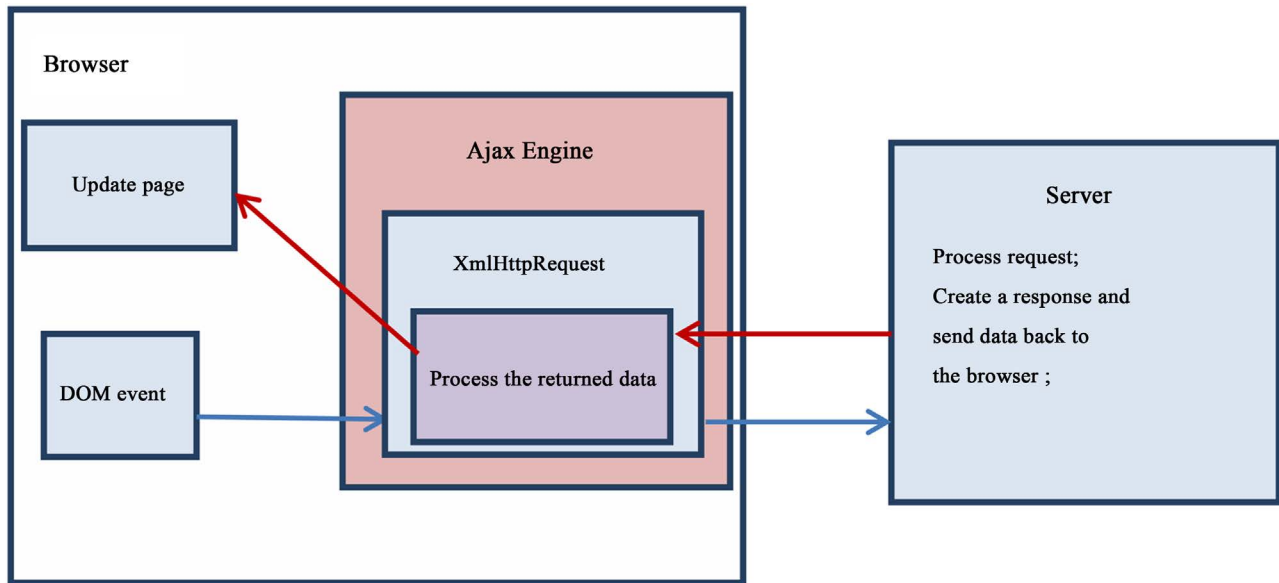 Browser
Update page
DOM event
Ajax Engine
XmlHttpRequest
Process the returned data
Server
Process request;
Create a response and
send data back to
the browser ;